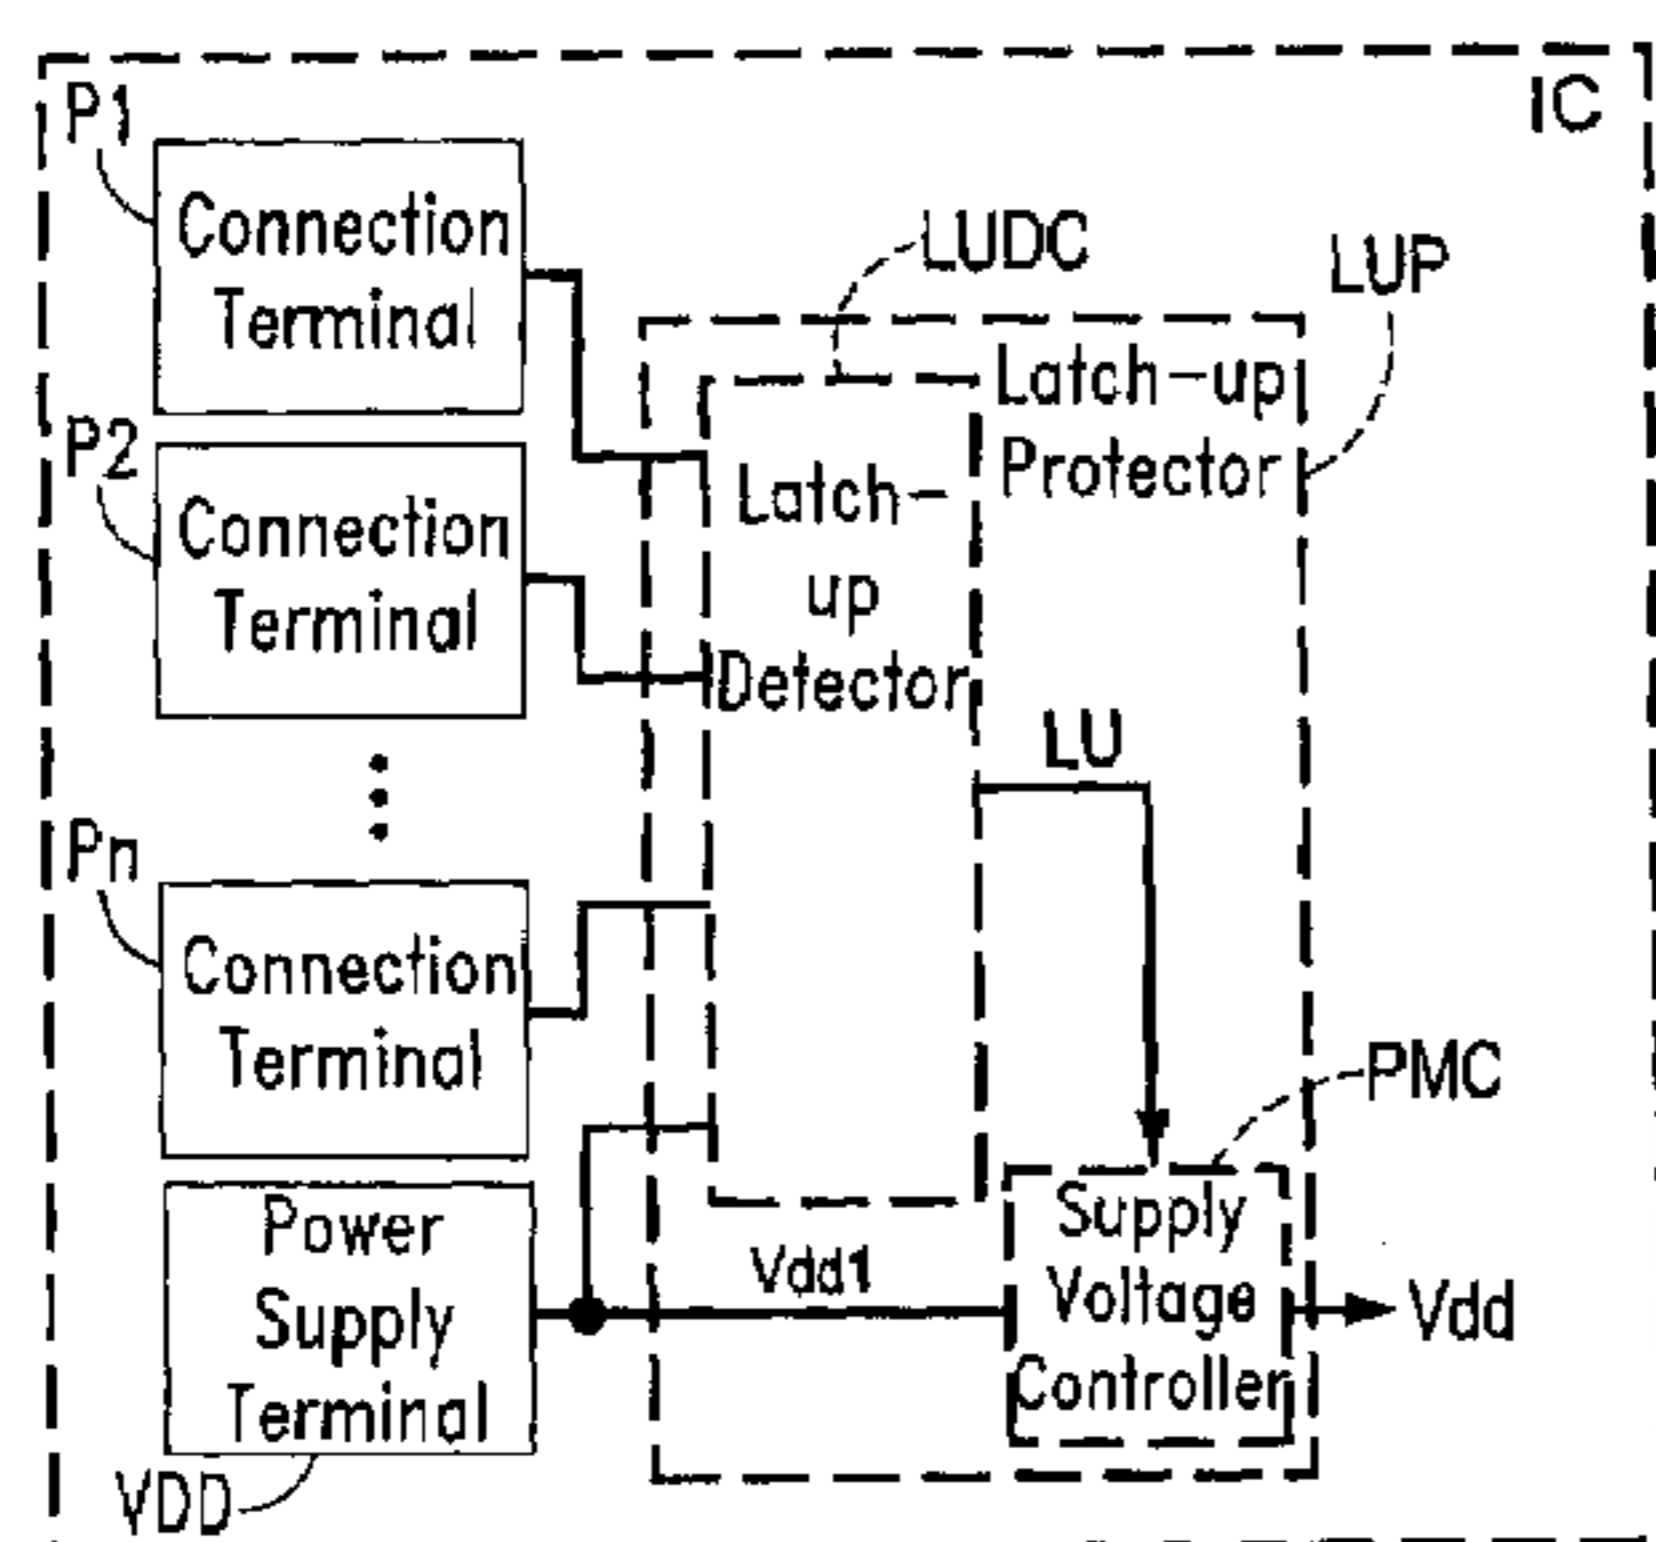 IC
P1
Connection
Terminal
LUDC
LUP
Latch-up
Protector
P2
Connection
Terminal
Latch-
up
Detector
LU
Pn
Connection
Terminal
PMC
Power
Supply
Terminal
VDD
Vdd1
Supply
Voltage
Controller
Vdd